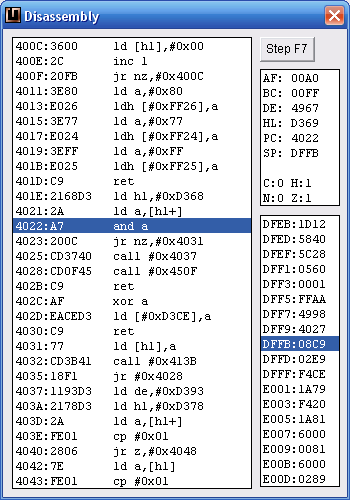 Disassembly
400C:3600 ld [hl],#0x00
400E:2C inc l
400F:20FB jr nz,#0x400C
4011:3E80 ld a,#0x80
4013:E026 ldh [#0xFF26],a
4015:3E77 ld a,#0x77
4017:E024 ldh [#0xFF24],a
4019:3EFF ld a,#0xFF
401B:E025 ldh [#0xFF25],a
401D:C9 ret
401E:2168D3 ld hl,#0xD368
4021:2A ld a,[hl+]
4022:A7 and a
4023:200C jr nz,#0x4031
4025:CD3740 call #0x4037
4028:CD0F45 call #0x450F
402B:C9 ret
402C:AF xor a
402D:EACED3 ld [#0xD3CE],a
4030:C9 ret
4031:77 ld [hl],a
4032:CD3B41 call #0x413B
4035:18F1 jr #0x4028
4037:1193D3 ld de,#0xD393
403A:2178D3 ld hl,#0xD378
403D:2A ld a,[hl+]
403E:FE01 cp #0x01
4040:2806 jr z,#0x4048
4042:7E ld a,[hl]
4043:FE01 cp #0x01
Step F7
AF: 00A0
BC: 00FF
DE: 4967
HL: D369
PC: 4022
SP: DFFB
C:0 H:1
N:0 Z:1
DFEB:1D12
DFED:5840
DFEF:5C28
DFF1:0560
DFF3:0001
DFF5:FFAA
DFF7:4998
DFF9:4027
DFFB:08C9
DFFD:02E9
DFFF:F4CE
E001:1A79
E003:F420
E005:1A81
E007:6000
E009:0081
E00B:6000
E00D:0289